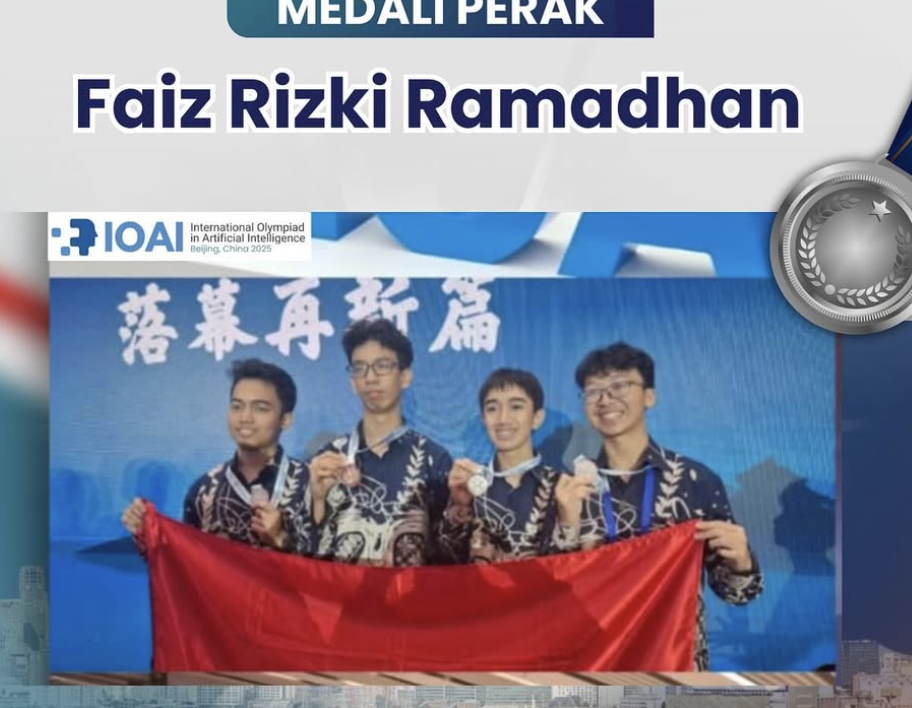 MEDALI PERAK
Faiz Rizki Ramadhan
IOAI International Olympiad
in Artificial Intelligence
Beijing, China 2025
落幕再新篇